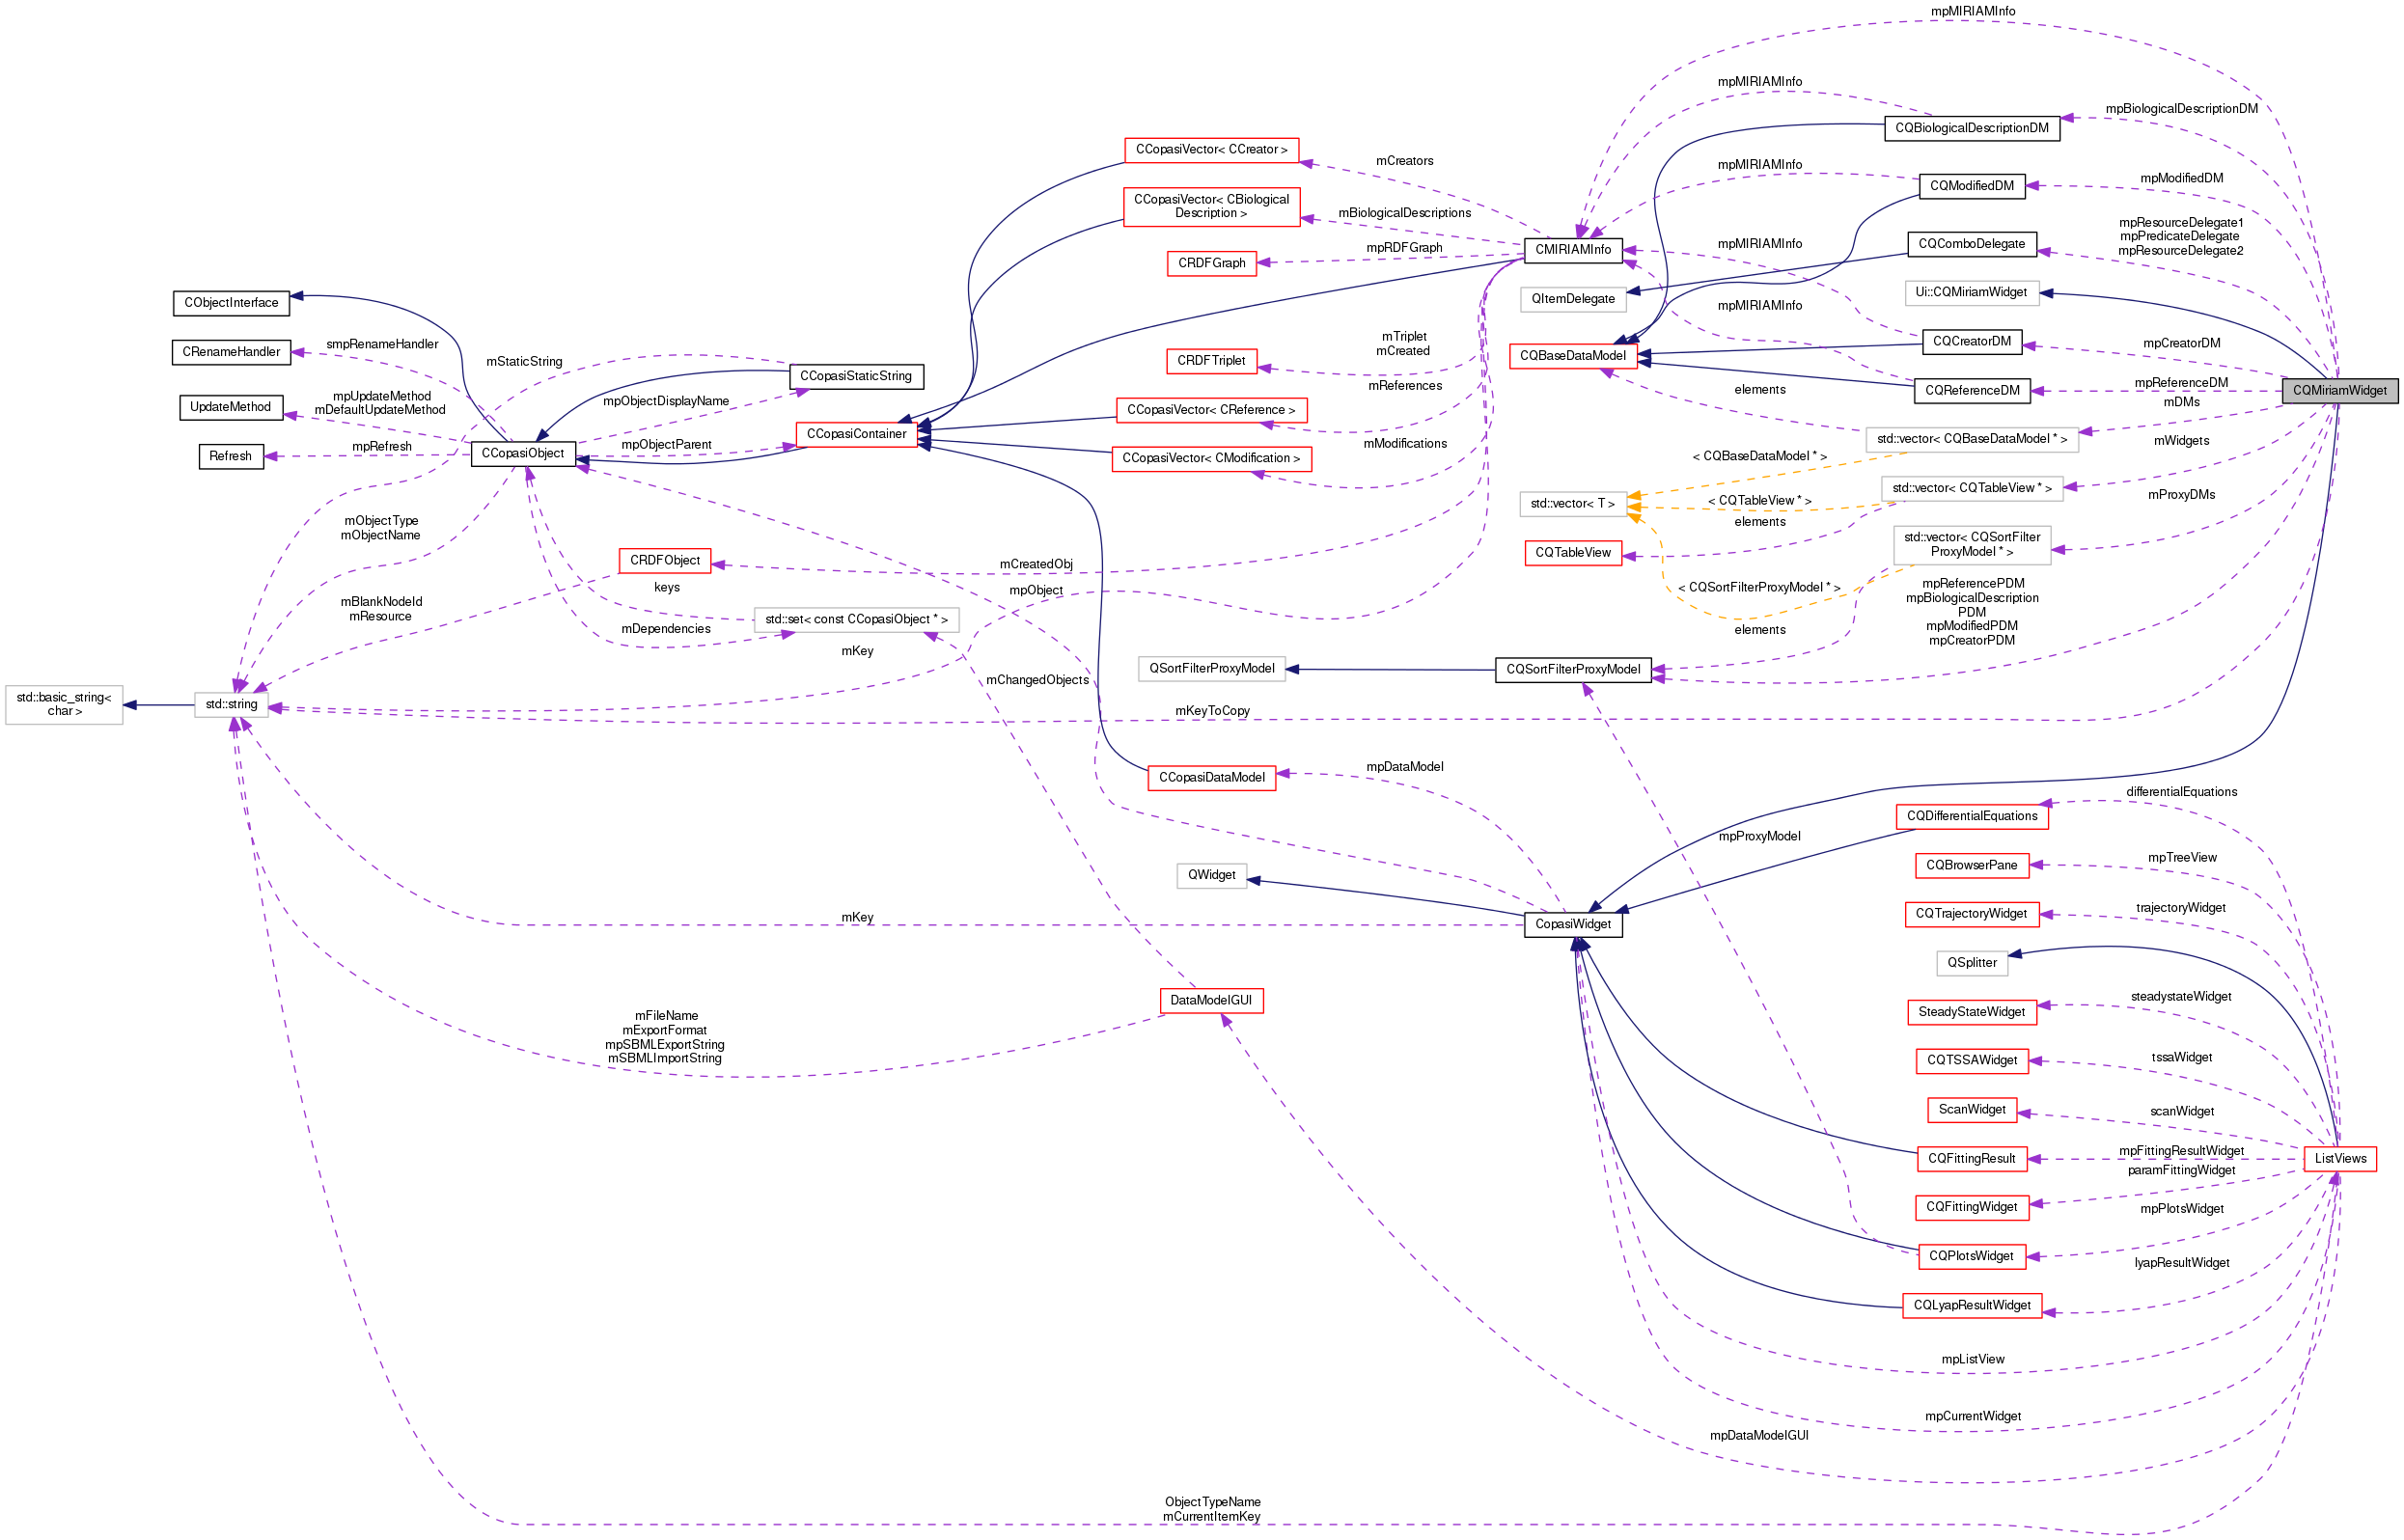 mpMIRIAMInfo
mpMIRIAMInfo
mpBiologicalDescriptionDM
CQBiologicalDescriptionDM
CCopasiVector< CCreator >
mCreators
mpMIRIAMInfo
CQModifiedDM
mpModifiedDM
CCopasiVector< CBiological
Description >
mBiologicalDescriptions
CMIRIAMInfo
mpRDFGraph
CRDFGraph
mpMIRIAMInfo
CQComboDelegate
mpResourceDelegate1
mpPredicateDelegate
mpResourceDelegate2
QItemDelegate
Ui::CQMiriamWidget
mpMIRIAMInfo
CObjectInterface
smpRenameHandler
CRenameHandler
mStaticString
CCopasiStaticString
mTriplet
mCreated
CRDFTriplet
CQBaseDataModel
CQCreatorDM
mpCreatorDM
CQReferenceDM
mpReferenceDM
CQMiriamWidget
elements
mDMs
UpdateMethod
mpUpdateMethod
mDefaultUpdateMethod
mpObjectDisplayName
mReferences
CCopasiVector< CReference >
CCopasiContainer
mpObjectParent
Refresh
mpRefresh
CCopasiObject
mModifications
CCopasiVector< CModification >
std::vector< CQBaseDataModel * >
mWidgets
< CQBaseDataModel * >
std::vector< CQTableView * >
mProxyDMs
std::vector< T >
< CQTableView * >
elements
CQTableView
std::vector< CQSortFilter
ProxyModel * >
mObjectType
mObjectName
CRDFObject
mCreatedObj
keys
mpObject
< CQSortFilterProxyModel * >
mpReferencePDM
mpBiologicalDescription
PDM
mpModifiedPDM
mpCreatorPDM
mBlankNodeId
mResource
std::set< const CCopasiObject * >
mDependencies
elements
mKey
QSortFilterProxyModel
CQSortFilterProxyModel
mChangedObjects
std::basic_string<
char >
std::string
mKeyToCopy
CCopasiDataModel
mpDataModel
differentialEquations
CQDifferentialEquations
mpProxyModel
mpTreeView
CQBrowserPane
QWidget
CQTrajectoryWidget
trajectoryWidget
mKey
CopasiWidget
QSplitter
DataModelGUI
steadystateWidget
SteadyStateWidget
mFileName
mExportFormat
mpSBMLExportString
mSBMLImportString
tssaWidget
CQTSSAWidget
scanWidget
ScanWidget
mpFittingResultWidget
CQFittingResult
ListViews
paramFittingWidget
CQFittingWidget
mpPlotsWidget
CQPlotsWidget
lyapResultWidget
CQLyapResultWidget
mpListView
mpCurrentWidget
mpDataModelGUI
ObjectTypeName
mCurrentItemKey